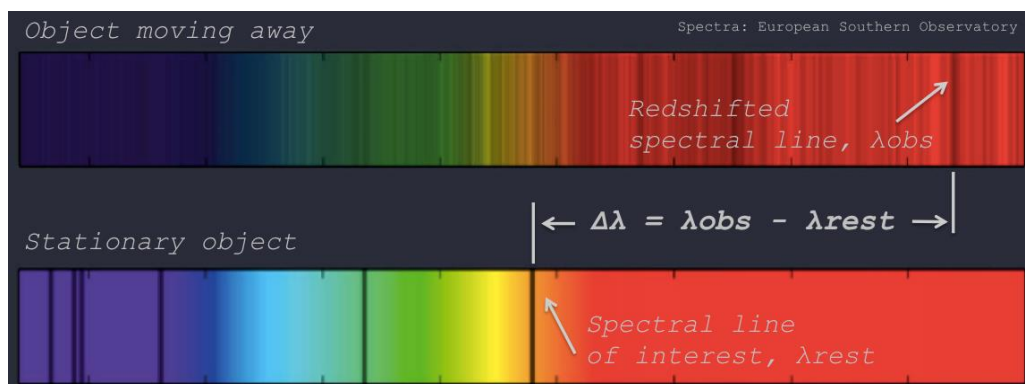 Object moving away
Spectra: European Southern Observatory
Redshifted
spectral line, λobs
Δλ = λobs - λrest
Stationary object
Spectral line
of interest, λrest